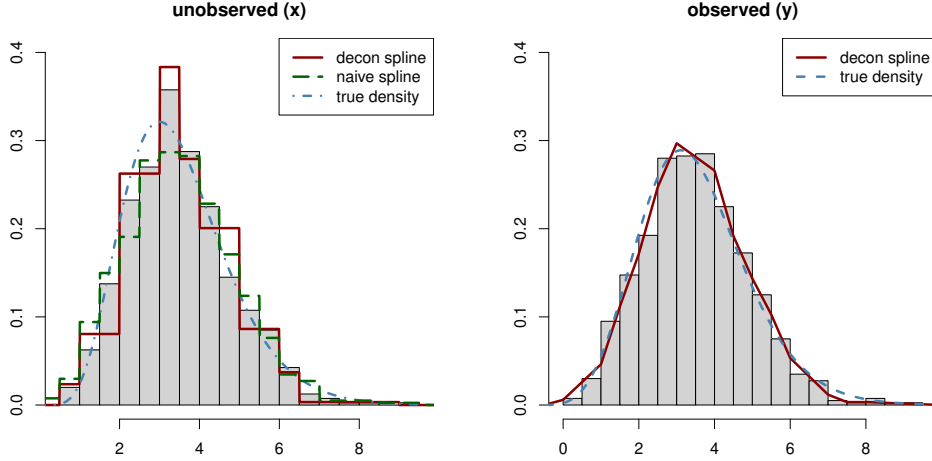 unobserved (x)
decon spline
naive spline
true density
0.4
0.3
0.2
0.1
0.0
2 4 6 8
observed (y)
decon spline
true density
0.4
0.3
0.2
0.1
0.0
0 2 4 6 8